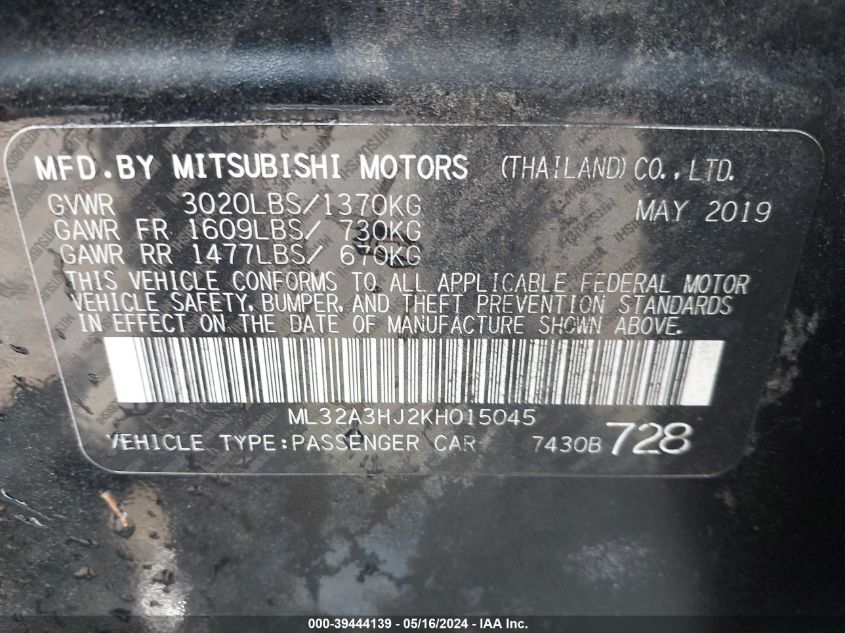 MFD.BY MITSUBISHI MOTORS (THAILAND) CO.,LTD.
GVWR 3020LBS/1370KG MAY 2019
GAWR FR 1609LBS/ 730KG
GAWR RR 1477LBS/ 670KG
THIS VEHICLE CONFORMS TO ALL APPLICABLE FEDERAL MOTOR
VEHICLE SAFETY, BUMPER, AND THEFT PREVENTION STANDARDS
IN EFFECT ON THE DATE OF MANUFACTURE SHOWN ABOVE.
ML32A3HJ2KH015045
VEHICLE TYPE:PASSENGER CAR 7430B 728
000-39444139 - 05/16/2024 - IAA Inc.